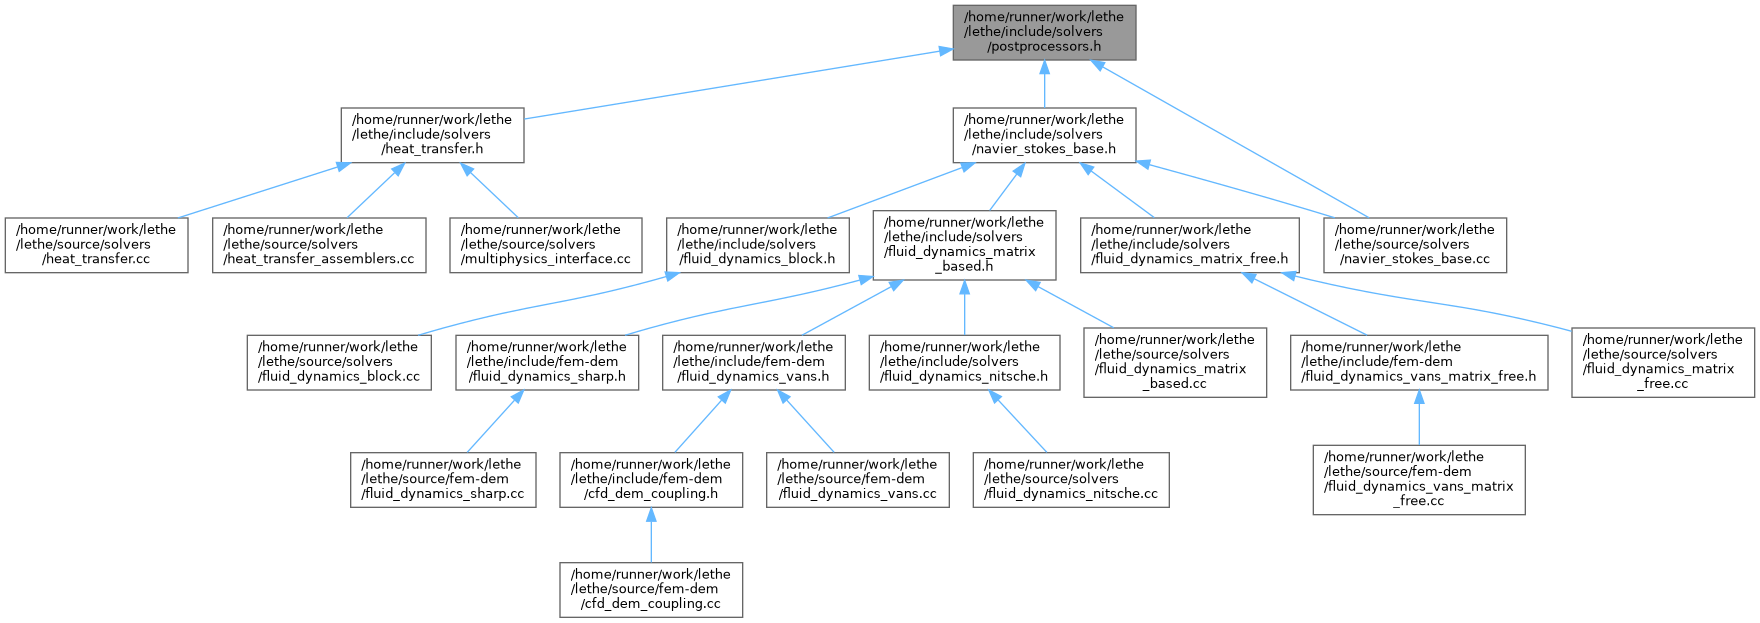 /home/runner/work/lethe
/lethe/include/solvers
/postprocessors.h
/home/runner/work/lethe
/lethe/include/solvers
/heat_transfer.h
/home/runner/work/lethe
/lethe/include/solvers
/navier_stokes_base.h
/home/runner/work/lethe
/lethe/source/solvers
/heat_transfer.cc
/home/runner/work/lethe
/lethe/source/solvers
/heat_transfer_assemblers.cc
/home/runner/work/lethe
/lethe/source/solvers
/multiphysics_interface.cc
/home/runner/work/lethe
/lethe/include/solvers
/fluid_dynamics_block.h
/home/runner/work/lethe
/lethe/include/solvers
/fluid_dynamics_matrix
_based.h
/home/runner/work/lethe
/lethe/include/solvers
/fluid_dynamics_matrix_free.h
/home/runner/work/lethe
/lethe/source/solvers
/navier_stokes_base.cc
/home/runner/work/lethe
/lethe/source/solvers
/fluid_dynamics_block.cc
/home/runner/work/lethe
/lethe/include/fem-dem
/fluid_dynamics_sharp.h
/home/runner/work/lethe
/lethe/include/fem-dem
/fluid_dynamics_vans.h
/home/runner/work/lethe
/lethe/include/solvers
/fluid_dynamics_nitsche.h
/home/runner/work/lethe
/lethe/source/solvers
/fluid_dynamics_matrix
_based.cc
/home/runner/work/lethe
/lethe/include/fem-dem
/fluid_dynamics_vans_matrix_free.h
/home/runner/work/lethe
/lethe/source/solvers
/fluid_dynamics_matrix
_free.cc
/home/runner/work/lethe
/lethe/source/fem-dem
/fluid_dynamics_sharp.cc
/home/runner/work/lethe
/lethe/include/fem-dem
/cfd_dem_coupling.h
/home/runner/work/lethe
/lethe/source/fem-dem
/fluid_dynamics_vans.cc
/home/runner/work/lethe
/lethe/source/solvers
/fluid_dynamics_nitsche.cc
/home/runner/work/lethe
/lethe/source/fem-dem
/fluid_dynamics_vans_matrix
_free.cc
/home/runner/work/lethe
/lethe/source/fem-dem
/cfd_dem_coupling.cc